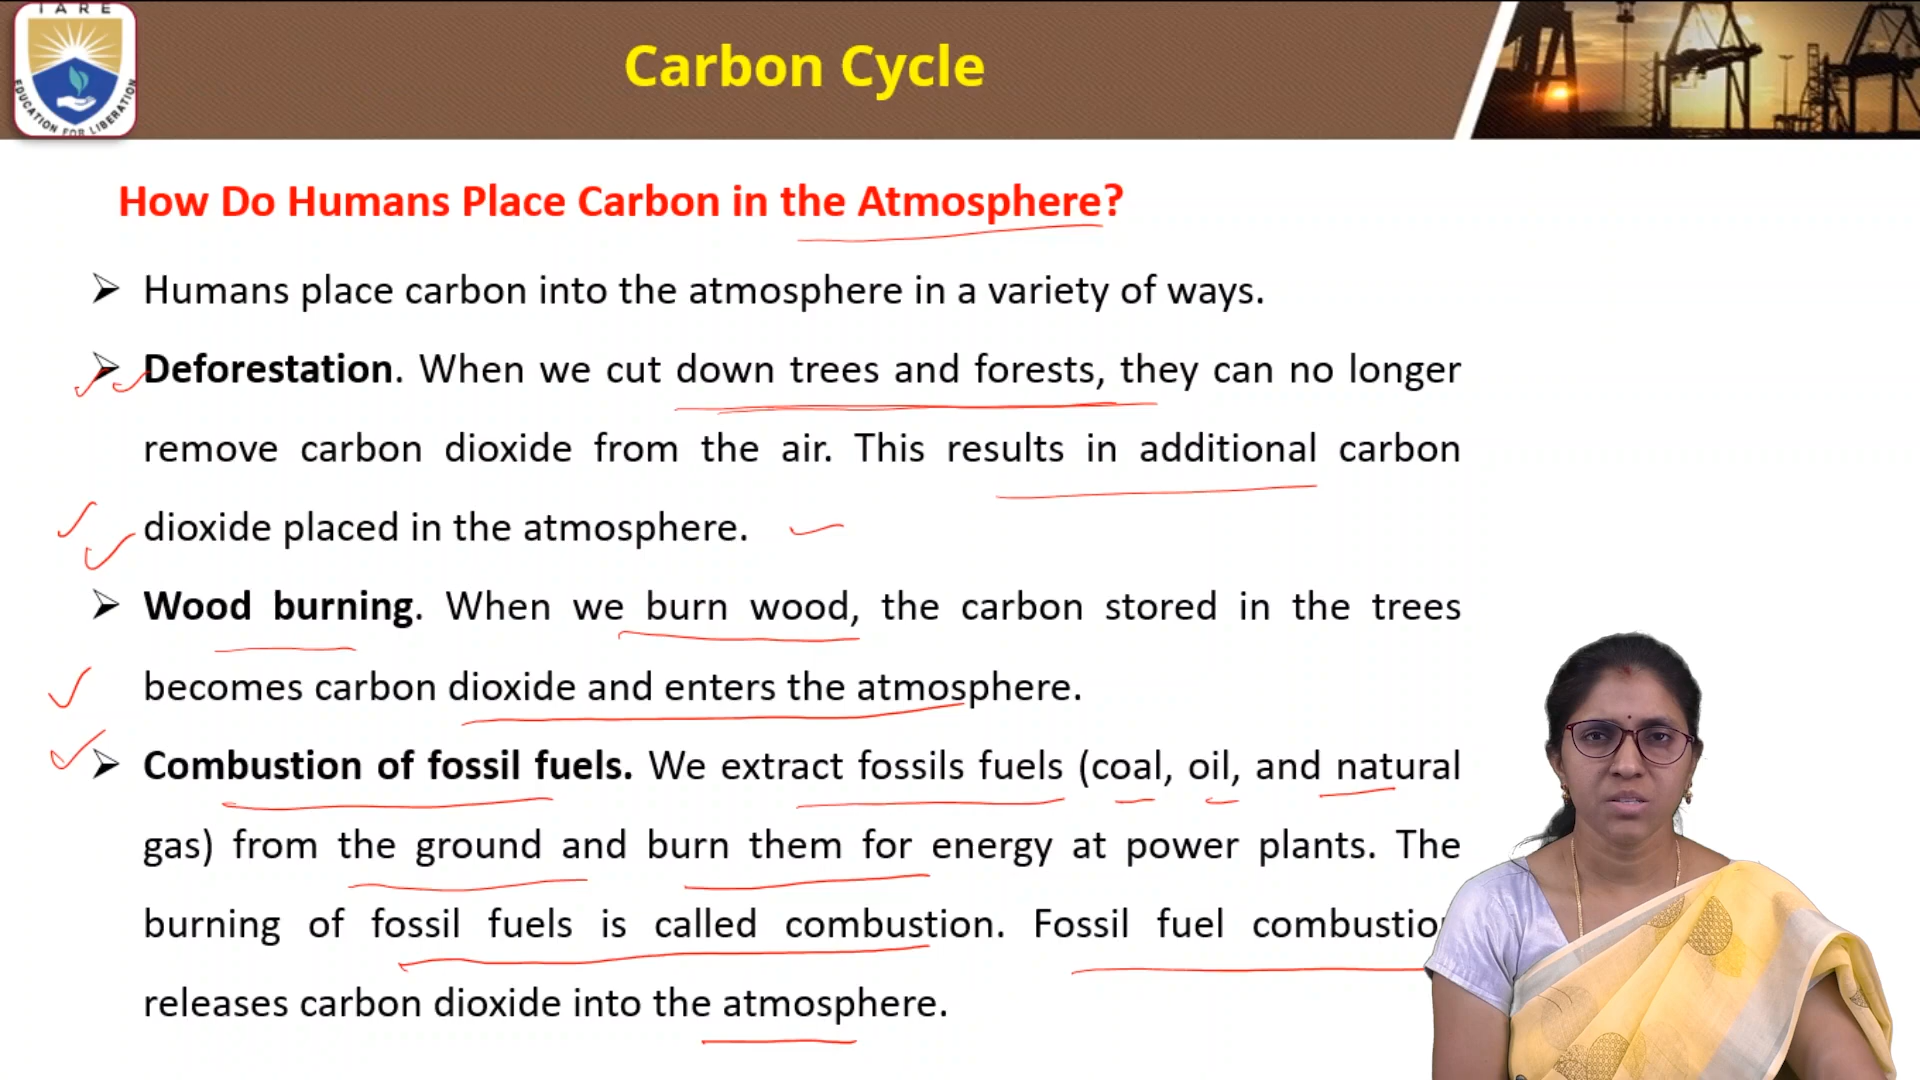 IARE
EDUCATION FOR LIBERATION
Carbon Cycle
How Do Humans Place Carbon in the Atmosphere?
Humans place carbon into the atmosphere in a variety of ways.
Deforestation. When we cut down trees and forests, they can no longer
remove carbon dioxide from the air. This results in additional carbon
dioxide placed in the atmosphere.
Wood burning. When we burn wood, the carbon stored in the trees
becomes carbon dioxide and enters the atmosphere.
Combustion of fossil fuels. We extract fossils fuels (coal, oil, and natural
gas) from the ground and burn them for energy at power plants. The
burning of fossil fuels is called combustion. Fossil fuel combustion
releases carbon dioxide into the atmosphere.